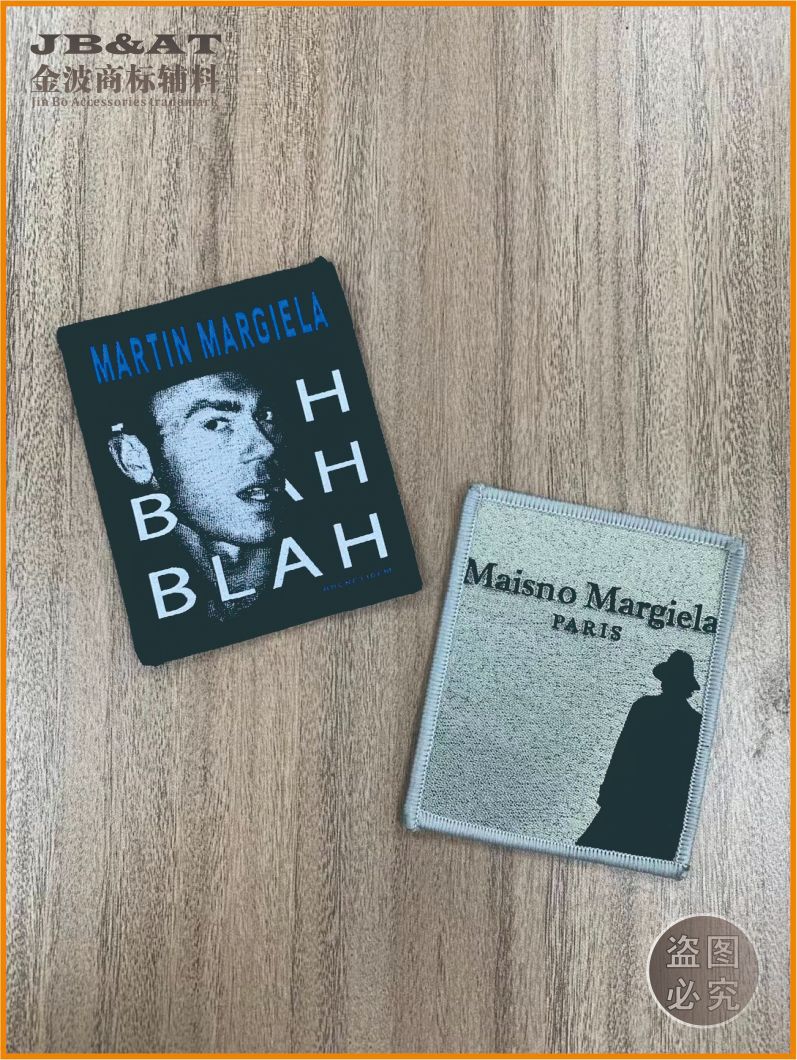 JB&AT
金波商标辅料
Jin Bo Accessories trademark
MARTIN MARGIELA
H
B AH
BLAH
Maisno Margiela
PARIS
盗图
必究